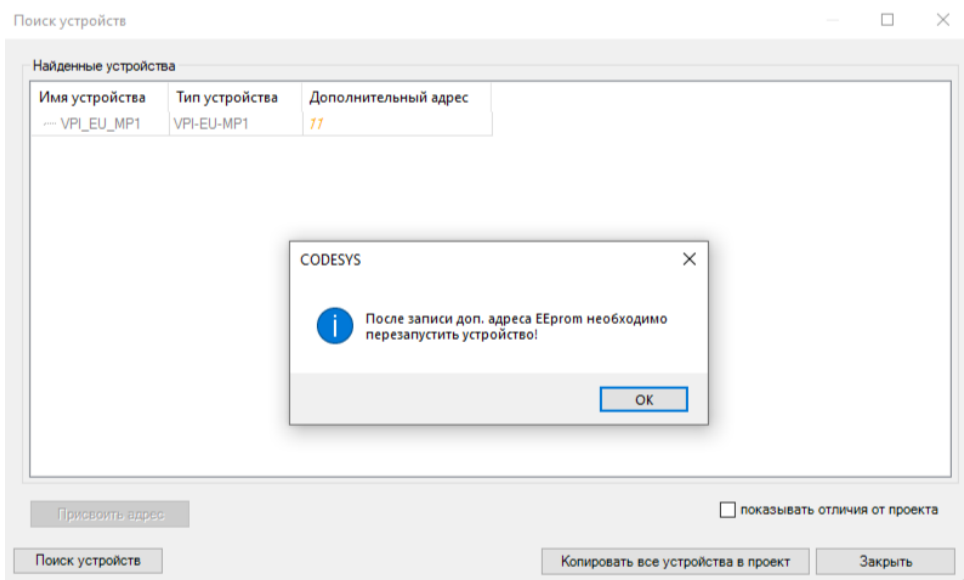 Поиск устройств
Найденные устройства
Имя устройства Тип устройства Дополнительный адрес
VPI_EU_MP1 VPI-EU-MP1 11
CODESYS
После записи доп. адреса EEprom необходимо
перезапустить устройство!
OK
Присвоить адрес
показывать отличия от проекта
Поиск устройств Копировать все устройства в проект Закрыть